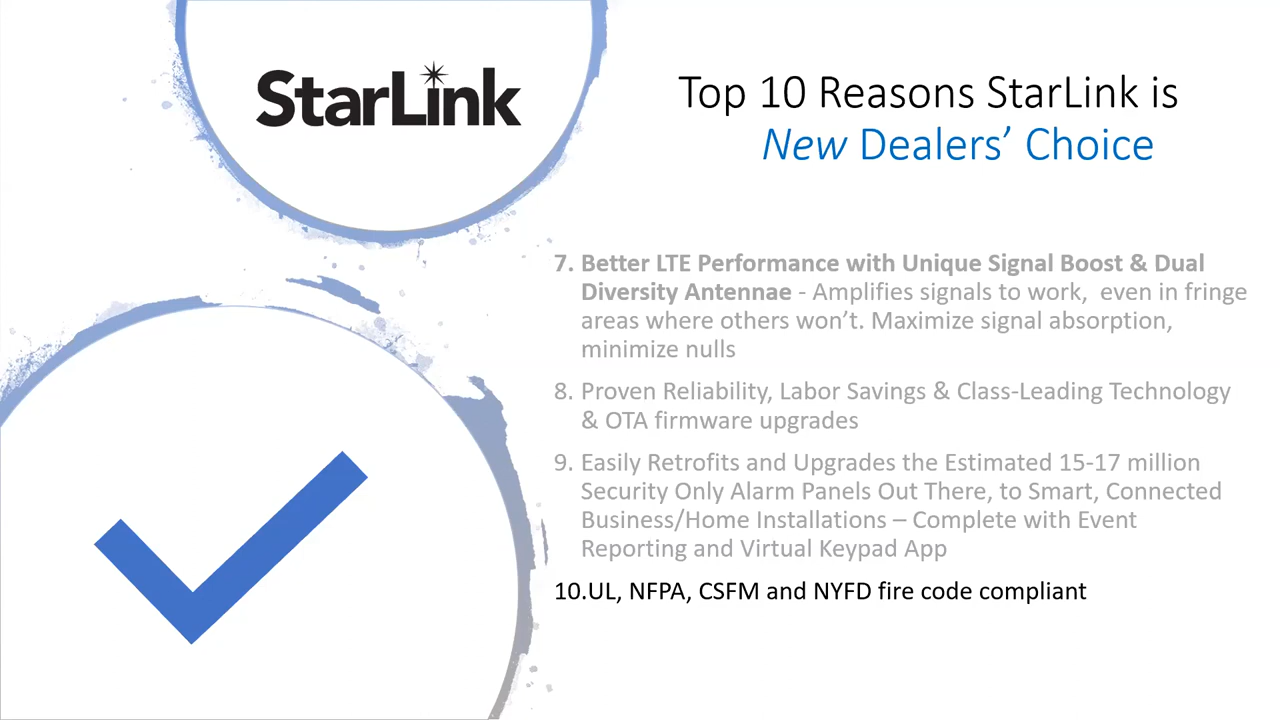 StarLink
Top 10 Reasons StarLink is
New Dealers’ Choice
7. Better LTE Performance with Unique Signal Boost & Dual
Diversity Antennae - Amplifies signals to work,  even in fringe
areas where others won’t. Maximize signal absorption,
minimize nulls
8. Proven Reliability, Labor Savings & Class-Leading Technology
& OTA firmware upgrades
9. Easily Retrofits and Upgrades the Estimated 15-17 million
Security Only Alarm Panels Out There, to Smart, Connected
Business/Home Installations – Complete with Event
Reporting and Virtual Keypad App
10.UL, NFPA, CSFM and NYFD fire code compliant